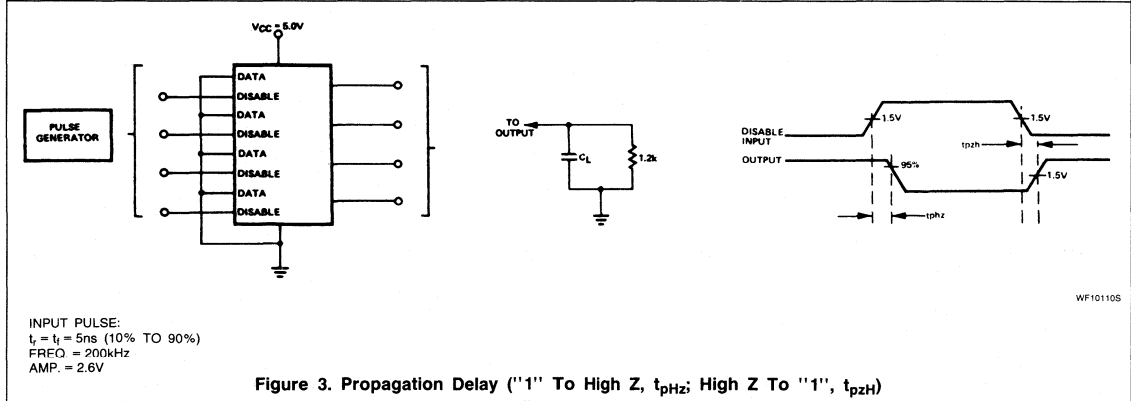 VCC = 5.0V
PULSE
GENERATOR
DATA
DISABLE
DATA
DISABLE
DATA
DISABLE
DATA
DISABLE
TO
OUTPUT
CL
1.2k
DISABLE
INPUT
OUTPUT
1.5V
1.5V
tpzh
95%
1.5V
tphz
WF10110S
INPUT PULSE:
tr = tf = 5ns (10% TO 90%)
FREQ. = 200kHz
AMP. = 2.6V
Figure 3. Propagation Delay ("1" To High Z, tpHz; High Z To "1", tpzH)